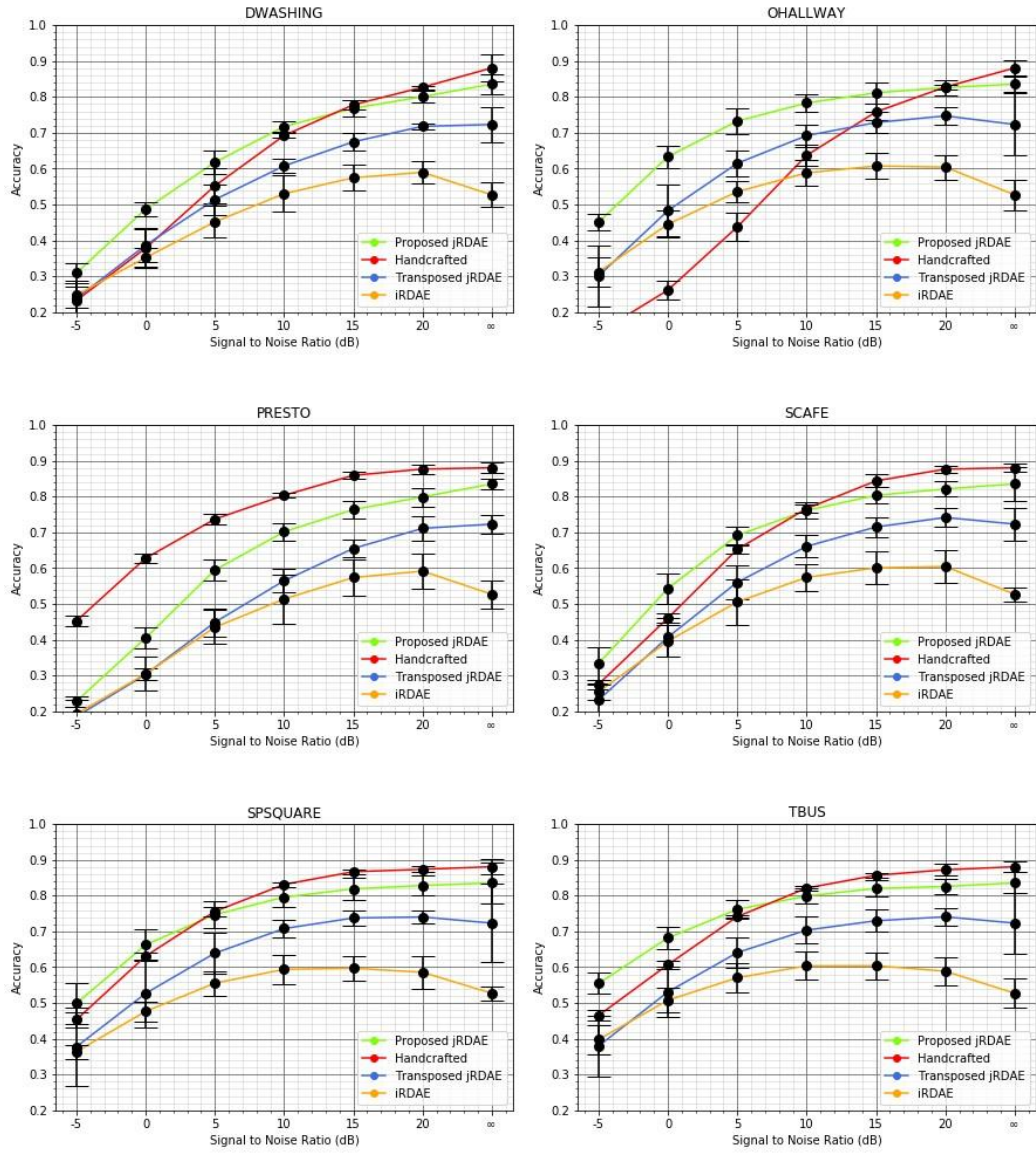 DWASHING
1.0
0.9
0.8
0.7
0.6
0.5
0.4
0.3
0.2
Accuracy
Proposed jRDAE
Handcrafted
Transposed jRDAE
iRDAE
-5 0 5 10 15 20 ∞
Signal to Noise Ratio (dB)
OHALLWAY
1.0
0.9
0.8
0.7
0.6
0.5
0.4
0.3
0.2
Accuracy
Proposed jRDAE
Handcrafted
Transposed jRDAE
iRDAE
-5 0 5 10 15 20 ∞
Signal to Noise Ratio (dB)
PRESTO
1.0
0.9
0.8
0.7
0.6
0.5
0.4
0.3
0.2
Accuracy
Proposed jRDAE
Handcrafted
Transposed jRDAE
iRDAE
-5 0 5 10 15 20 ∞
Signal to Noise Ratio (dB)
SCAFE
1.0
0.9
0.8
0.7
0.6
0.5
0.4
0.3
0.2
Accuracy
Proposed jRDAE
Handcrafted
Transposed jRDAE
iRDAE
-5 0 5 10 15 20 ∞
Signal to Noise Ratio (dB)
SPSQUARE
1.0
0.9
0.8
0.7
0.6
0.5
0.4
0.3
0.2
Accuracy
Proposed jRDAE
Handcrafted
Transposed jRDAE
iRDAE
-5 0 5 10 15 20 ∞
Signal to Noise Ratio (dB)
TBUS
1.0
0.9
0.8
0.7
0.6
0.5
0.4
0.3
0.2
Accuracy
Proposed jRDAE
Handcrafted
Transposed jRDAE
iRDAE
-5 0 5 10 15 20 ∞
Signal to Noise Ratio (dB)